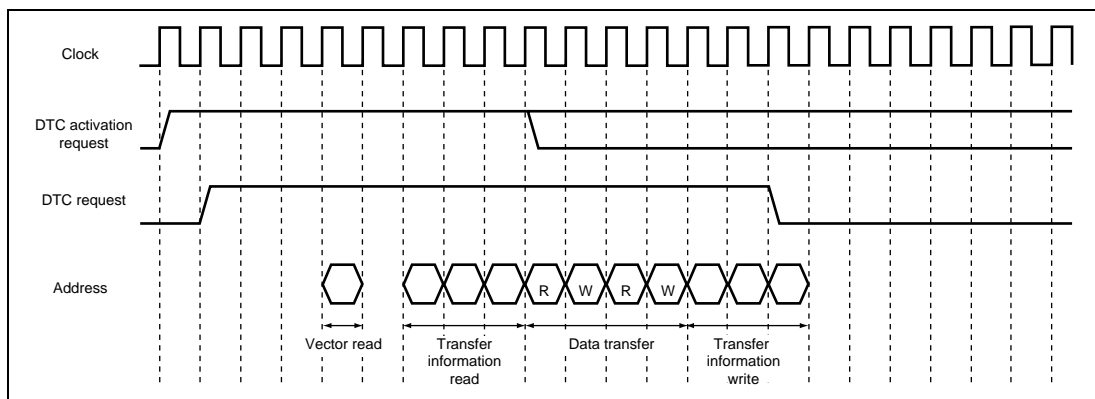 Clock
DTC activation
request
DTC request
Address
R W R W
Vector read
Transfer
information
read
Data transfer
Transfer
information
write